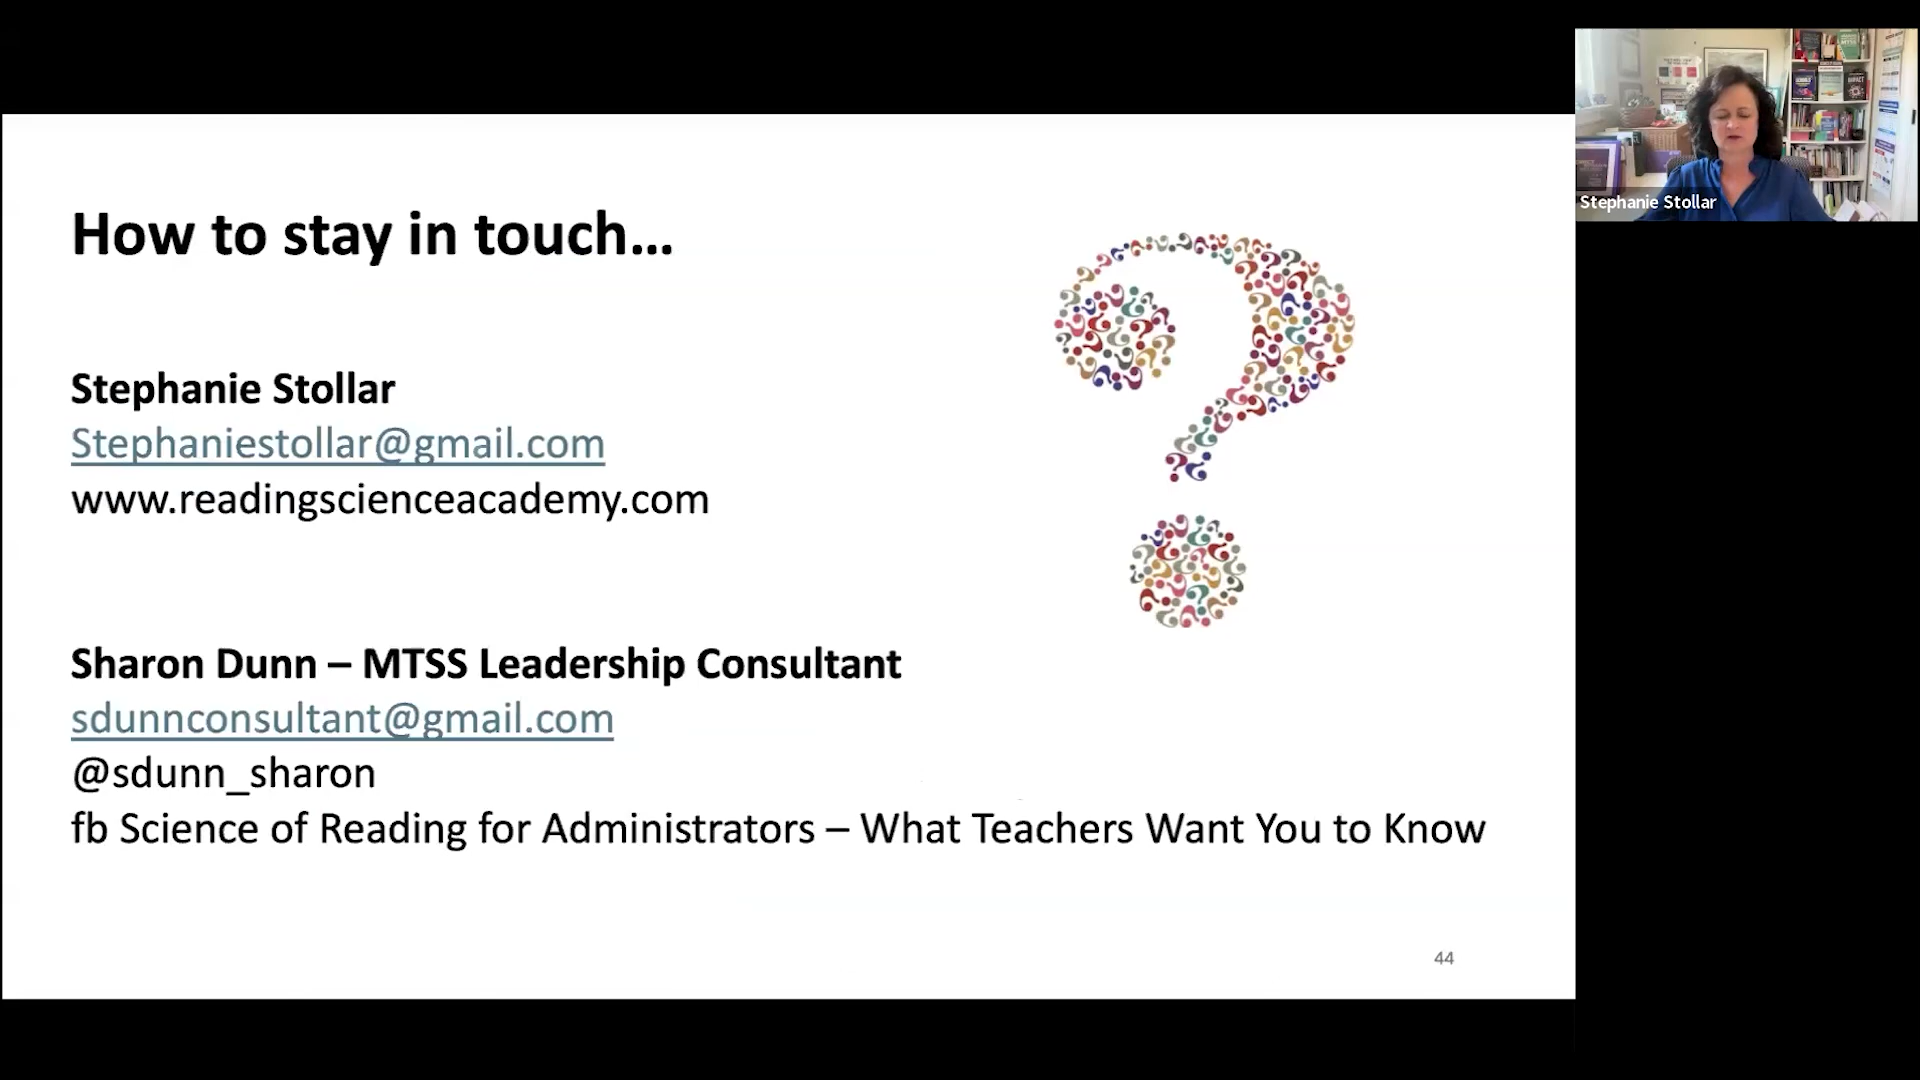 How to stay in touch…
Stephanie Stollar
Stephaniestollar@gmail.com
www.readingscienceacademy.com
Sharon Dunn – MTSS Leadership Consultant
sdunnconsultant@gmail.com
@sdunn_sharon
fb Science of Reading for Administrators – What Teachers Want You to Know
44
Stephanie Stollar